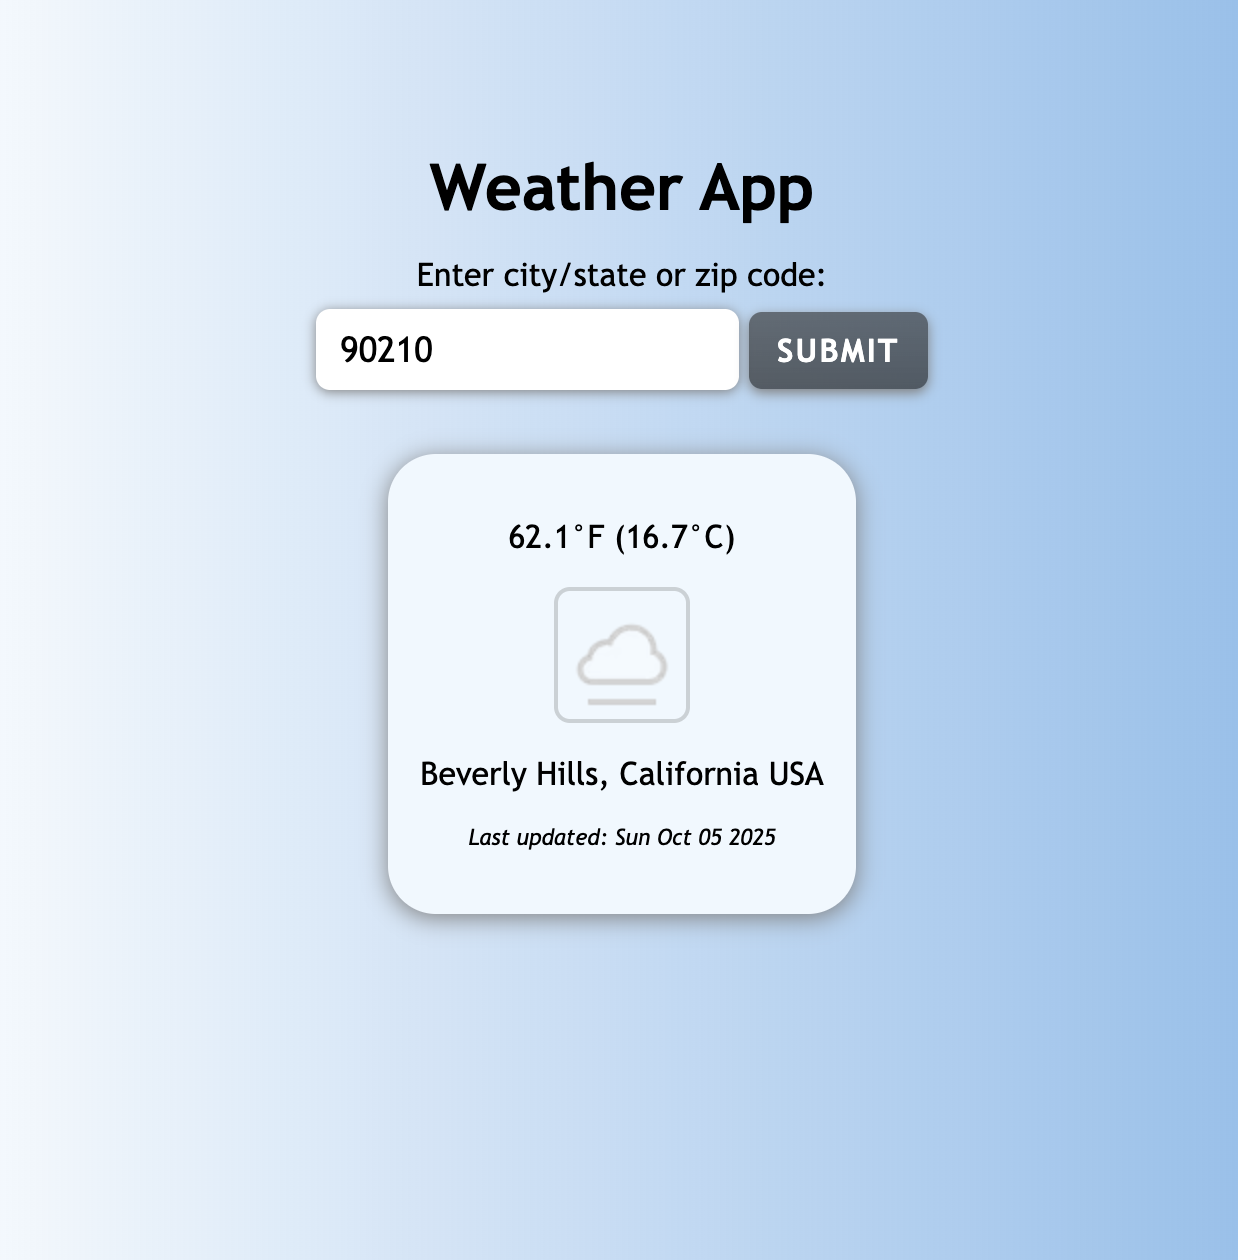 Weather App
Enter city/state or zip code:
90210
SUBMIT
62.1°F (16.7°C)
Beverly Hills, California USA
Last updated: Sun Oct 05 2025